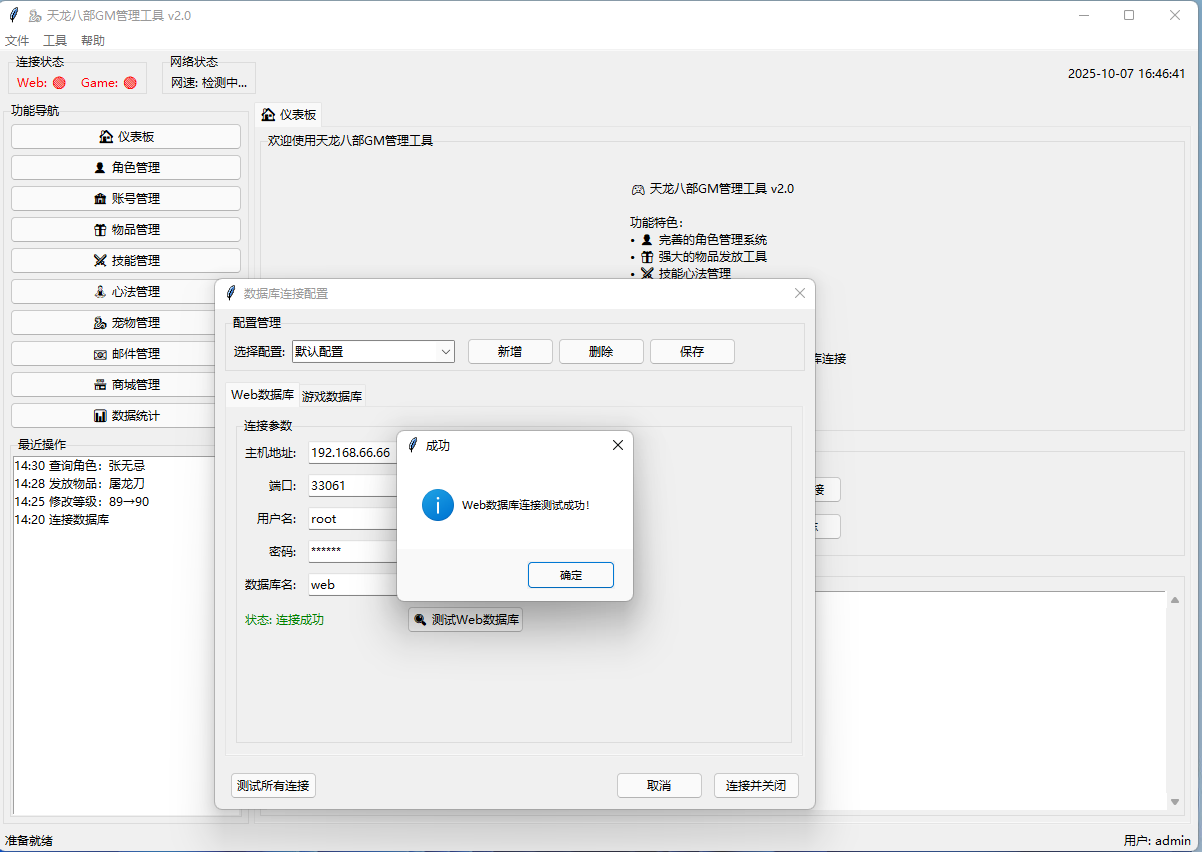 天龙八部GM管理工具 v2.0
文件 工具 帮助
连接状态
Web: Game:
网络状态
网速: 检测中...
2025-10-07 16:46:41
功能导航
仪表板
角色管理
账号管理
物品管理
技能管理
心法管理
宠物管理
邮件管理
商城管理
数据统计
最近操作
14:30 查询角色：张无忌
14:28 发放物品：屠龙刀
14:25 修改等级：89→90
14:20 连接数据库
仪表板
欢迎使用天龙八部GM管理工具
天龙八部GM管理工具 v2.0
功能特色：
• 完善的角色管理系统
• 强大的物品发放工具
• 技能心法管理
库连接
接
数据库连接配置
配置管理
选择配置: 默认配置 新增 删除 保存
Web数据库 游戏数据库
连接参数
主机地址: 192.168.66.66
端口: 33061
用户名: root
密码: ******
数据库名: web
状态: 连接成功 测试Web数据库
测试所有连接 取消 连接并关闭
成功
Web数据库连接测试成功！
确定
准备就绪
用户: admin